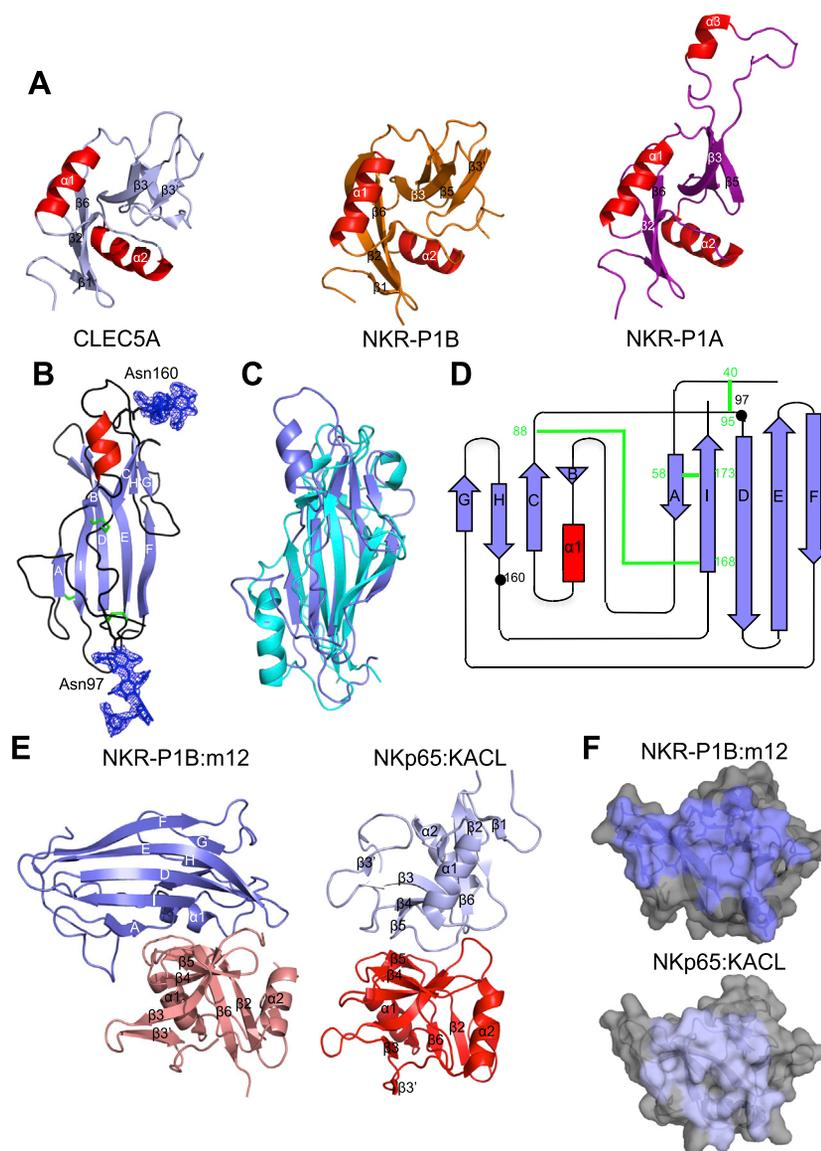 A
α1
β6
β2
β1
α2
β3
β3'
CLEC5A
α1
β6
β2
β1
α2
β3
β5
β3'
NKR-P1B
α3
α1
β6
β2
α2
β3
β5
NKR-P1A
B
Asn160
C
H
G
B
D
E
F
A
I
Asn97
C
D
40
97
95
88
58
173
168
160
G
H
C
B
α1
A
I
D
E
F
E
NKR-P1B:m12
F
E
G
H
D
I
A
α1
β5
β4
α1
β3
β3'
β6
β2
α2
NKp65:KACL
α2
β2
β1
β3'
α1
β3
β4
β6
β5
β5
β4
α1
β3
β6
β2
α2
β3'
F
NKR-P1B:m12
NKp65:KACL